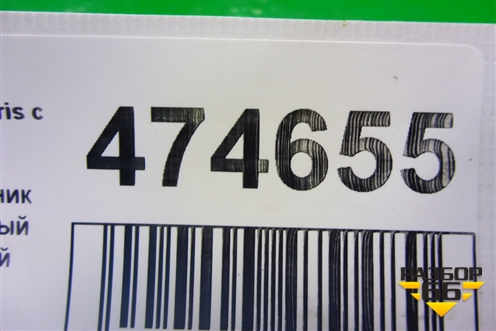 ris с
474655
ник
ый
й
РАЗБОР
66